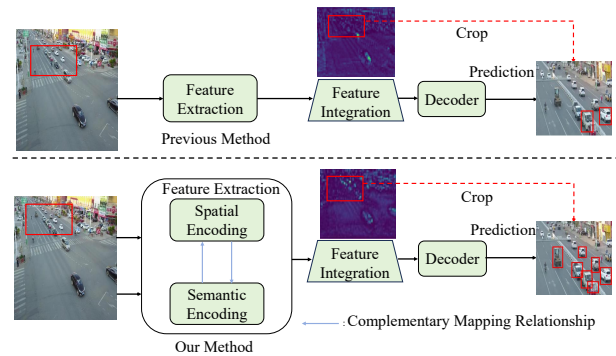 Crop
Feature
Extraction
Feature
Integration
Decoder
Prediction
Previous Method
Feature Extraction
Spatial
Encoding
Semantic
Encoding
Crop
Feature
Integration
Decoder
Prediction
: Complementary Mapping Relationship
Our Method